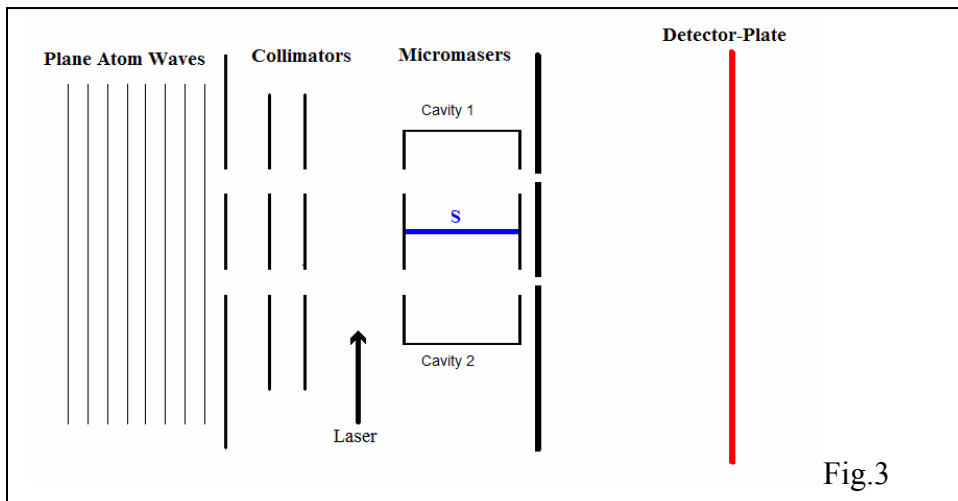 Detector-Plate
Plane Atom Waves
Collimators
Micromasers
Cavity 1
S
Cavity 2
Laser
Fig.3